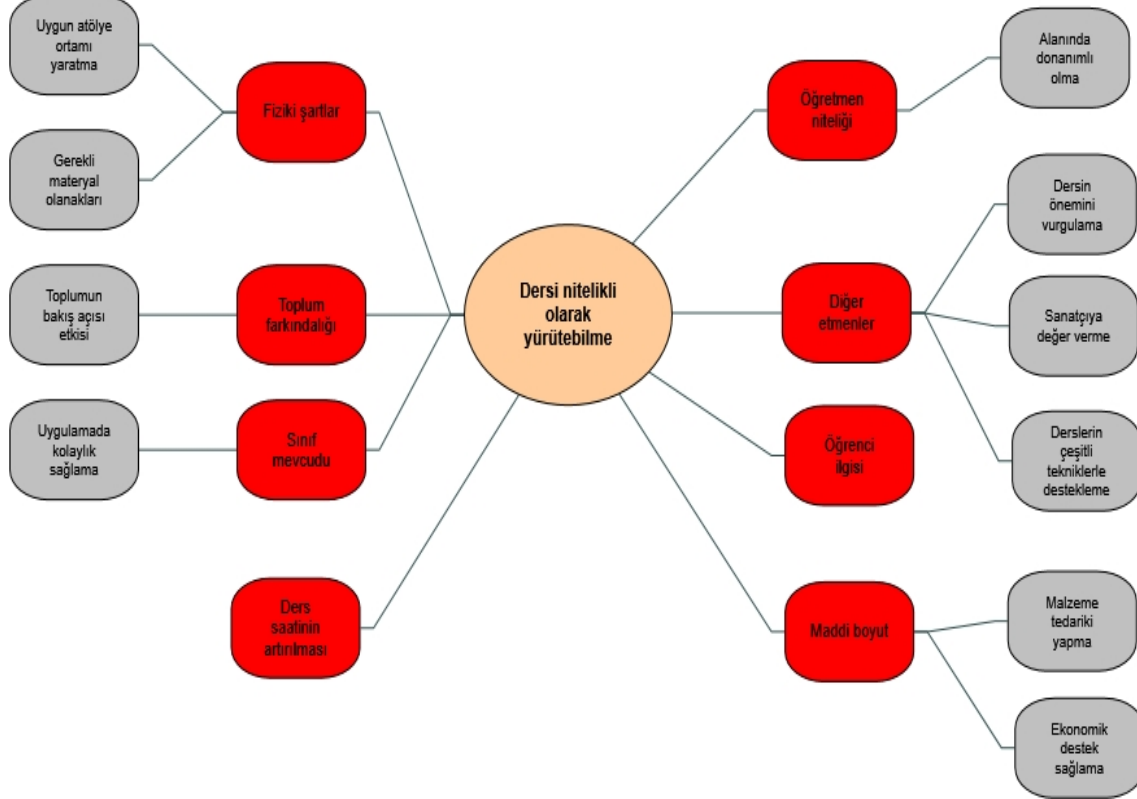 Uygun atölye
ortamı
yaratma
Fiziki şartlar
Gerekli
materyal
olanakları
Toplumun
bakış açısı
etkisi
Toplum
farkındalığı
Uygulamada
kolaylık
sağlama
Sınıf
mevcudu
Ders
saatinin
artırılması
Dersi nitelikli
olarak
yürütebilme
Öğretmen
niteliği
Alanında
donanımlı
olma
Diğer
etmenler
Dersin
önemini
vurgulama
Sanatçıya
değer verme
Derslerin
çeşitli
tekniklerle
destekleme
Öğrenci
ilgisi
Maddi boyut
Malzeme
tedariki
yapma
Ekonomik
destek
sağlama